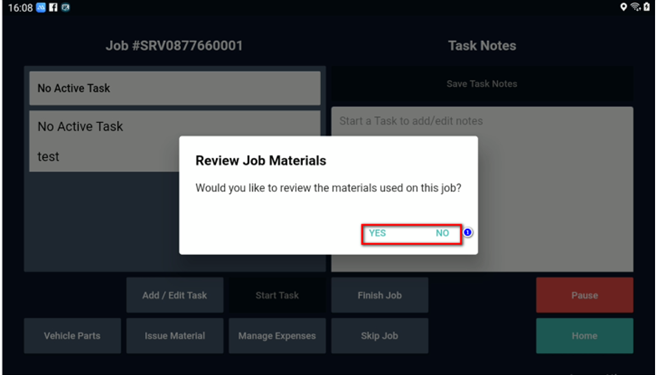 16:08
Job #SRV0877660001
Task Notes
No Active Task
Save Task Notes
No Active Task
test
Start a Task to add/edit notes
Review Job Materials
Would you like to review the materials used on this job?
YES
NO
1
Add / Edit Task
Start Task
Finish Job
Pause
Vehicle Parts
Issue Material
Manage Expenses
Skip Job
Home